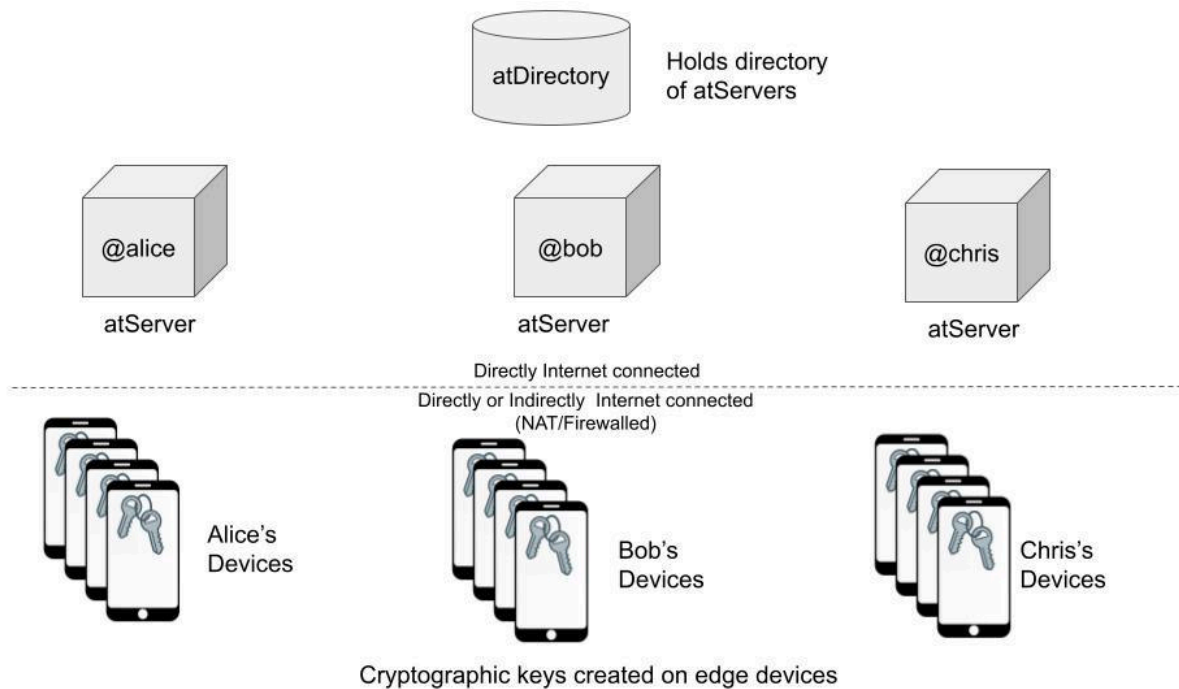 atDirectory
Holds directory
of atServers
@alice
@bob
@chris
atServer
atServer
atServer
Directly Internet connected
Directly or Indirectly Internet connected
(NAT/Firewalled)
Alice's
Devices
Bob's
Devices
Chris's
Devices
Cryptographic keys created on edge devices